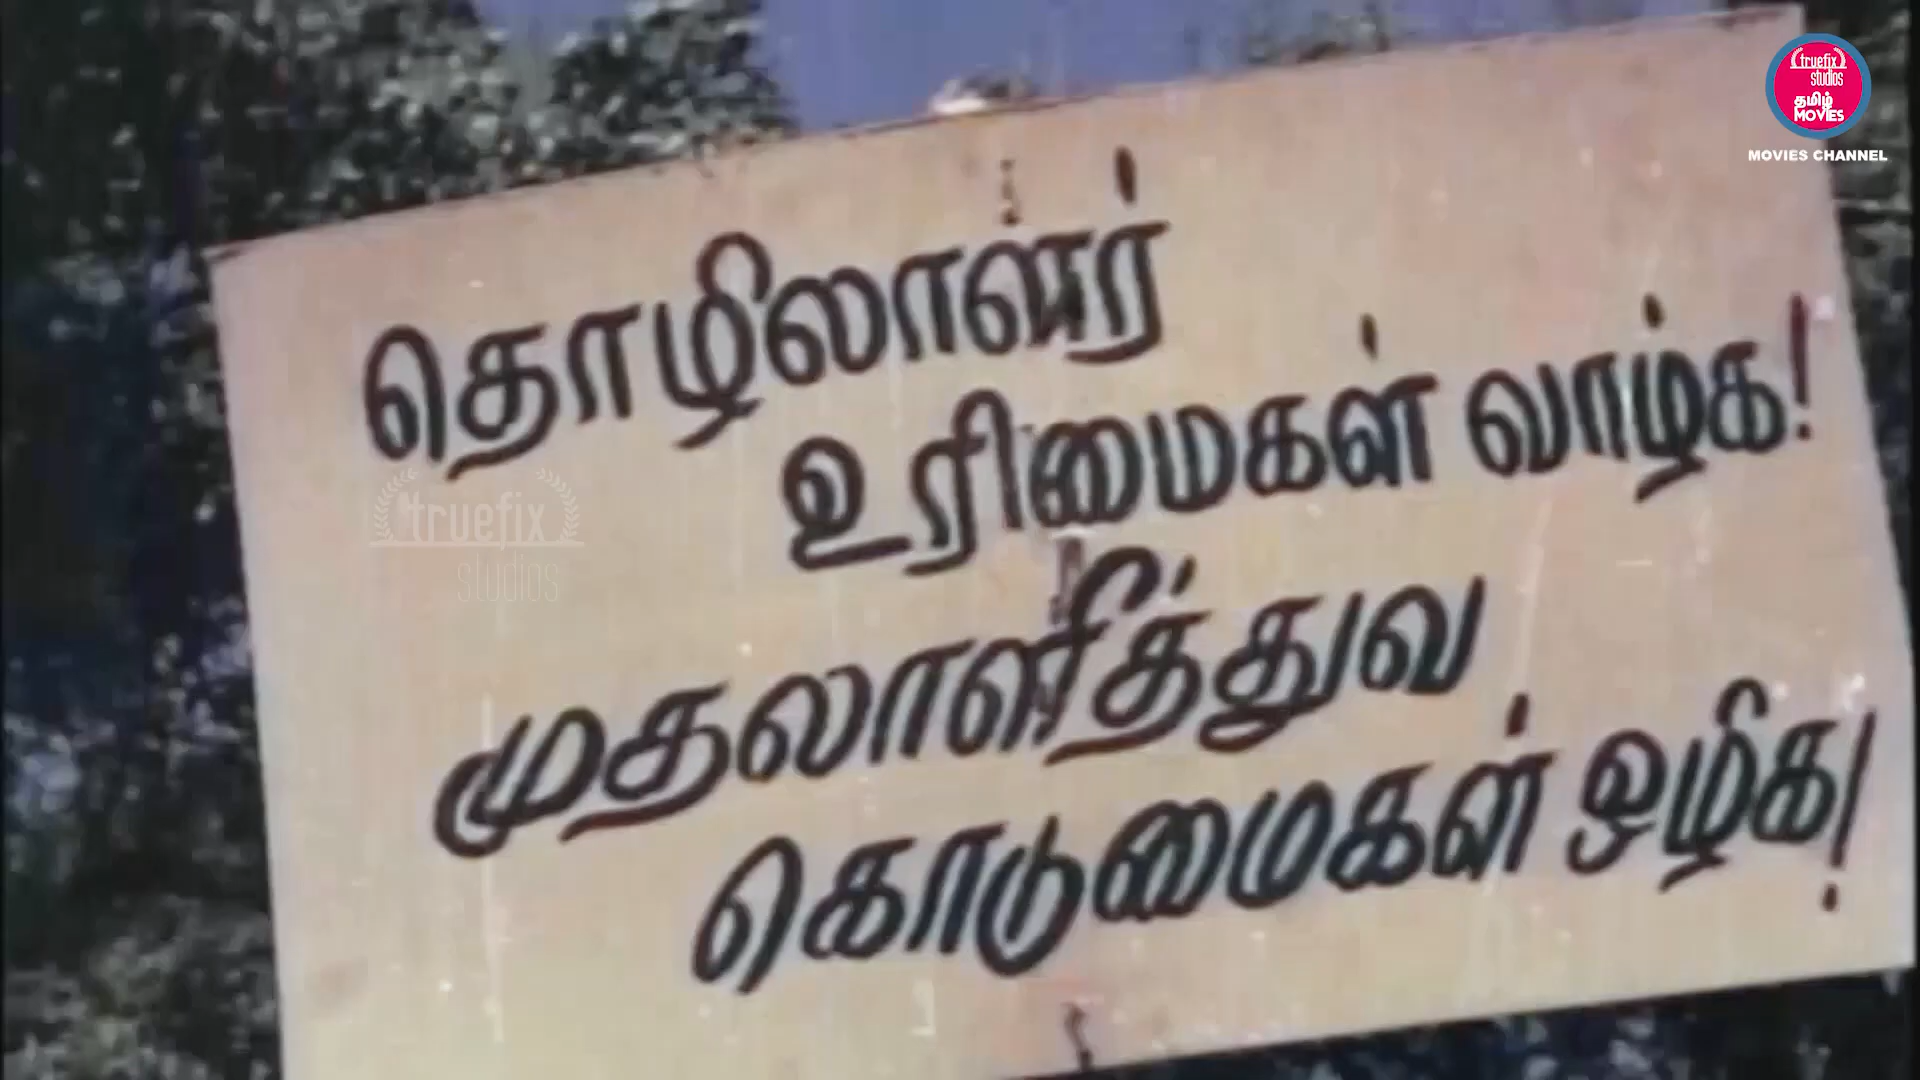 truefix
studios
தமிழ்
MOVIES
MOVIES CHANNEL
தொழிலாளர்
உரிமைகள் வாழ்க!
truefix
studios
முதலாளித்துவ
கொடுமைகள் ஒழிக!